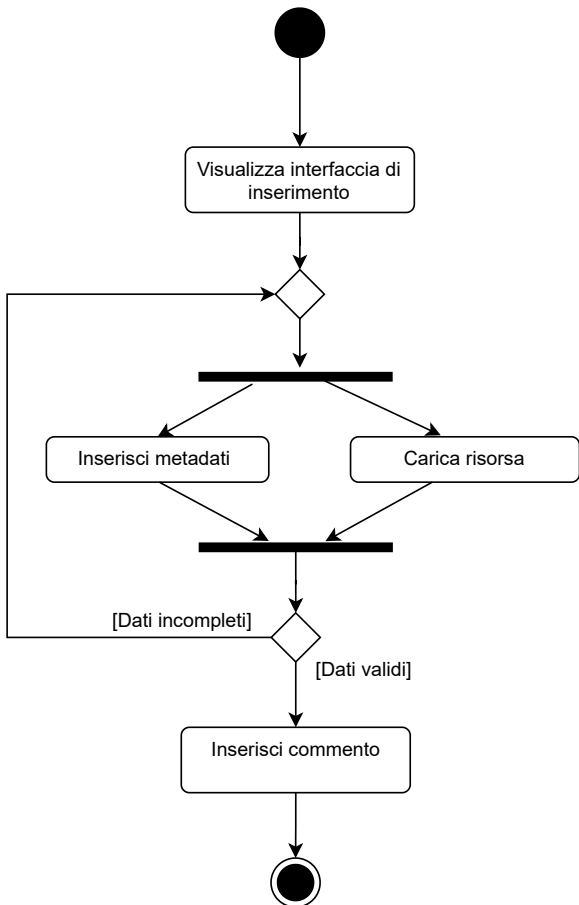 Visualizza interfaccia di
inserimento
Inserisci metadati
Carica risorsa
[Dati incompleti]
[Dati validi]
Inserisci commento